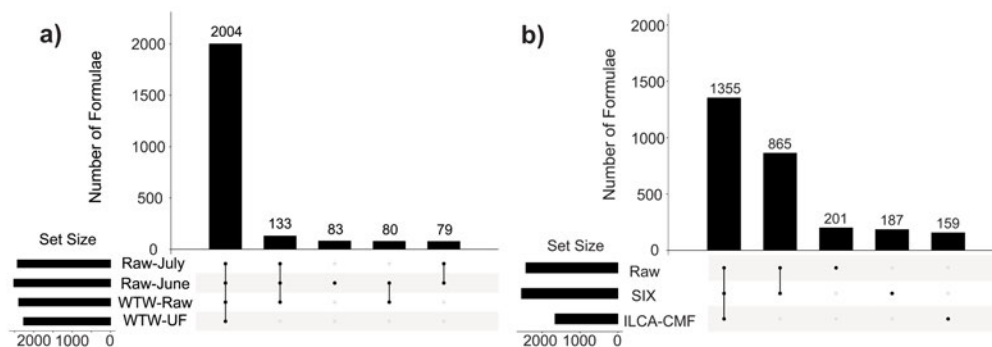 a)
2004
2000
1500
1000
500
0
Number of Formulae
133
83
80
79
Set Size
Raw-July
Raw-June
WTW-Raw
WTW-UF
2000 1000 0
b)
2000
1500
1000
500
0
Number of Formulae
1355
865
201
187
159
Set Size
Raw
SIX
ILCA-CMF
2000 1000 0